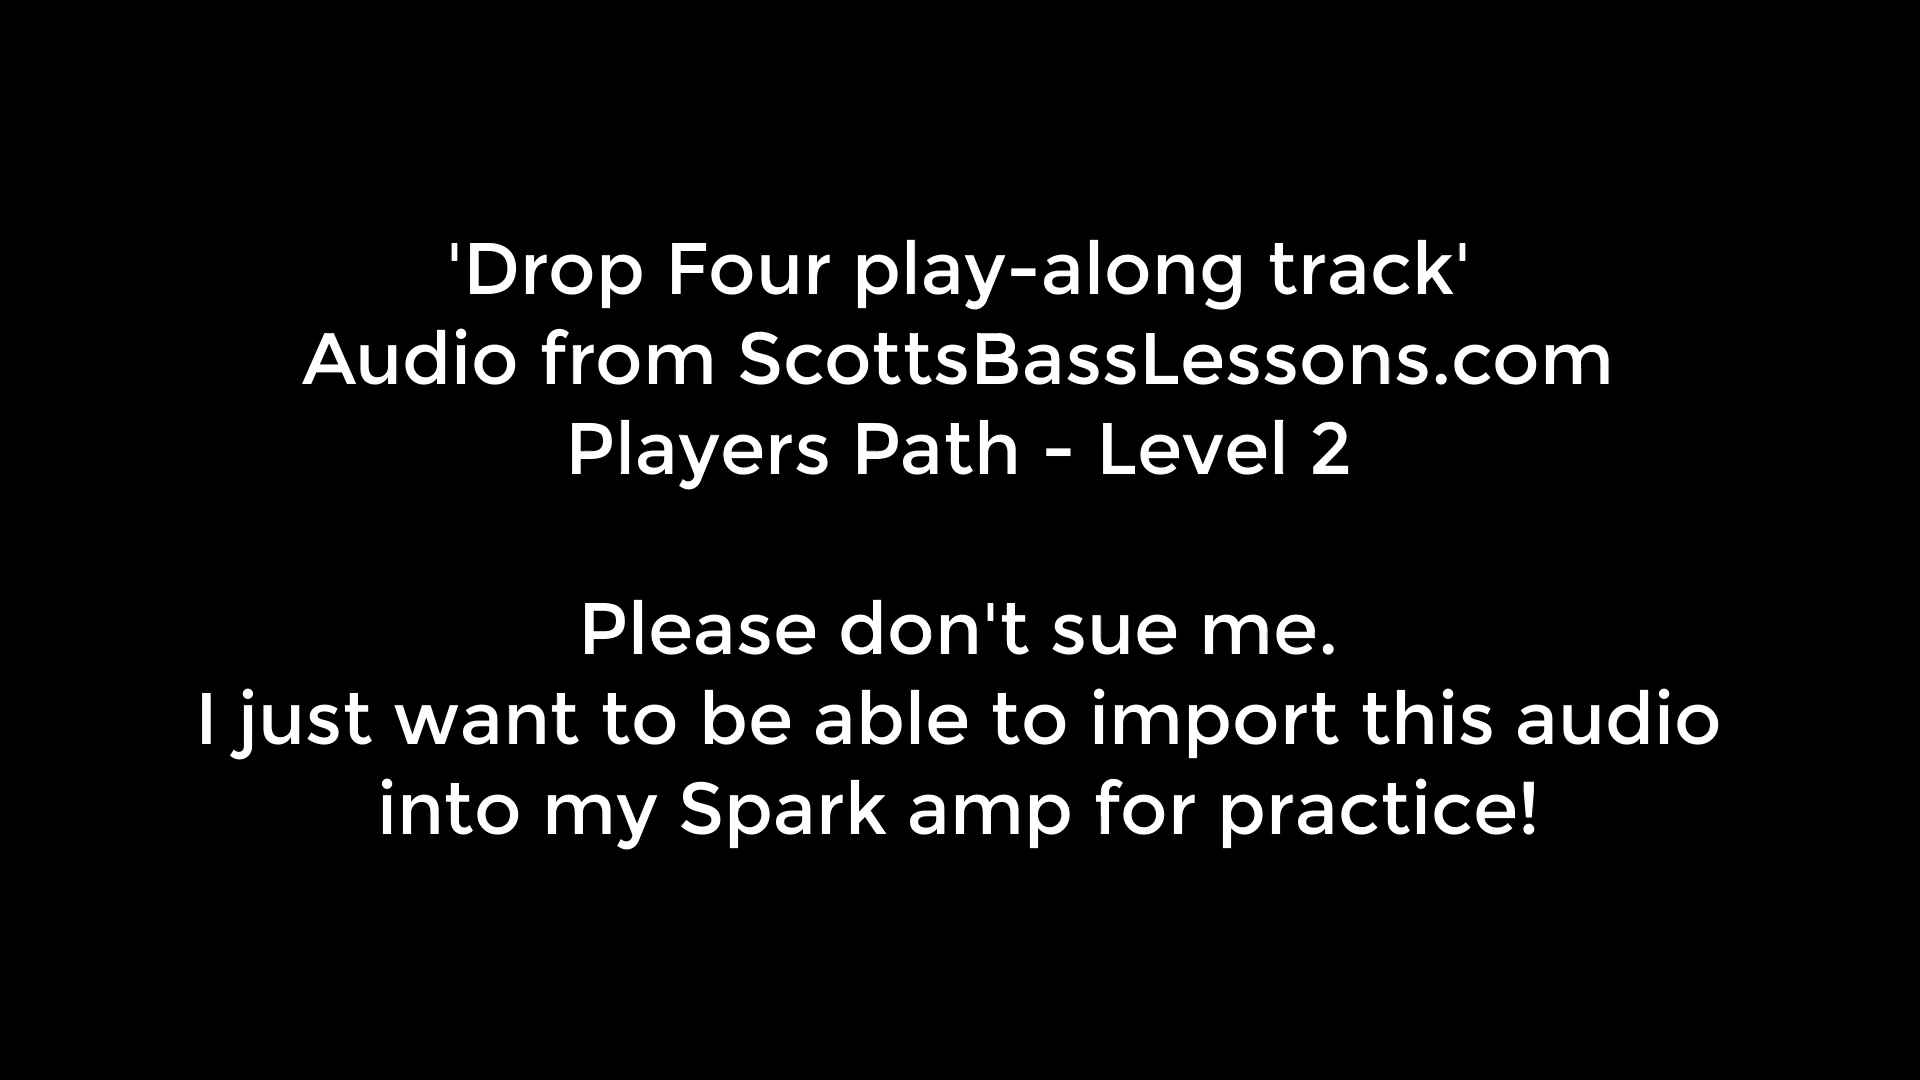 'Drop Four play-along track'
Audio from ScottsBassLessons.com
Players Path - Level 2
Please don't sue me.
I just want to be able to import this audio
into my Spark amp for practice!